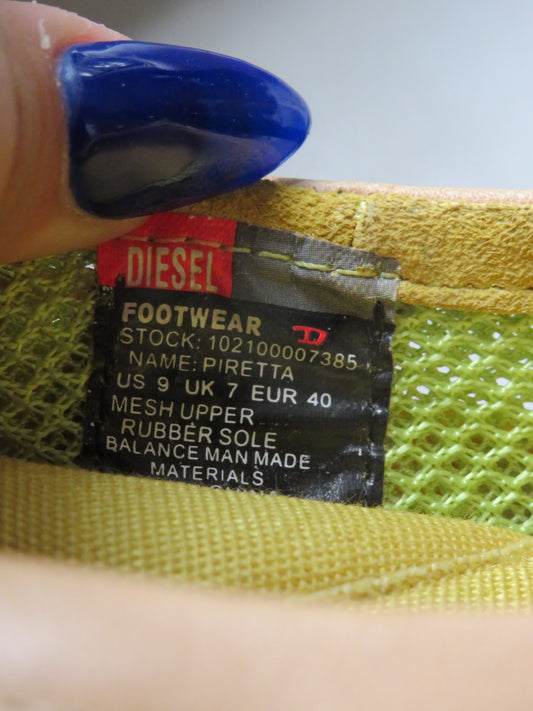 DIESEL
FOOTWEAR
STOCK: 102100007385
NAME: PIRETTA
US 9 UK 7 EUR 40
MESH UPPER
RUBBER SOLE
BALANCE MAN MADE
MATERIALS